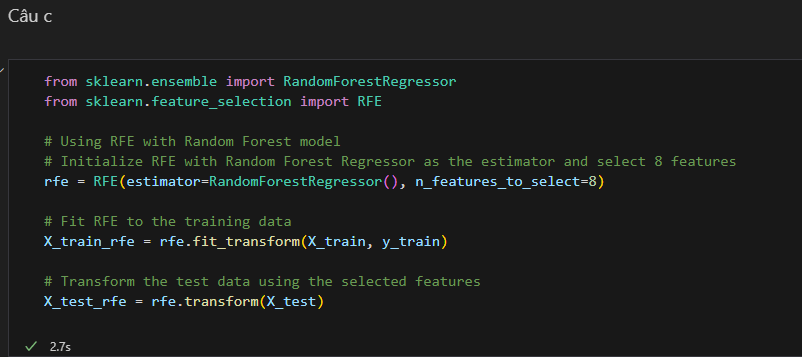 Câu c
from sklearn.ensemble import RandomForestRegressor
from sklearn.feature_selection import RFE
# Using RFE with Random Forest model
# Initialize RFE with Random Forest Regressor as the estimator and select 8 features
rfe = RFE(estimator=RandomForestRegressor(), n_features_to_select=8)
# Fit RFE to the training data
X_train_rfe = rfe.fit_transform(X_train, y_train)
# Transform the test data using the selected features
X_test_rfe = rfe.transform(X_test)
2.7s